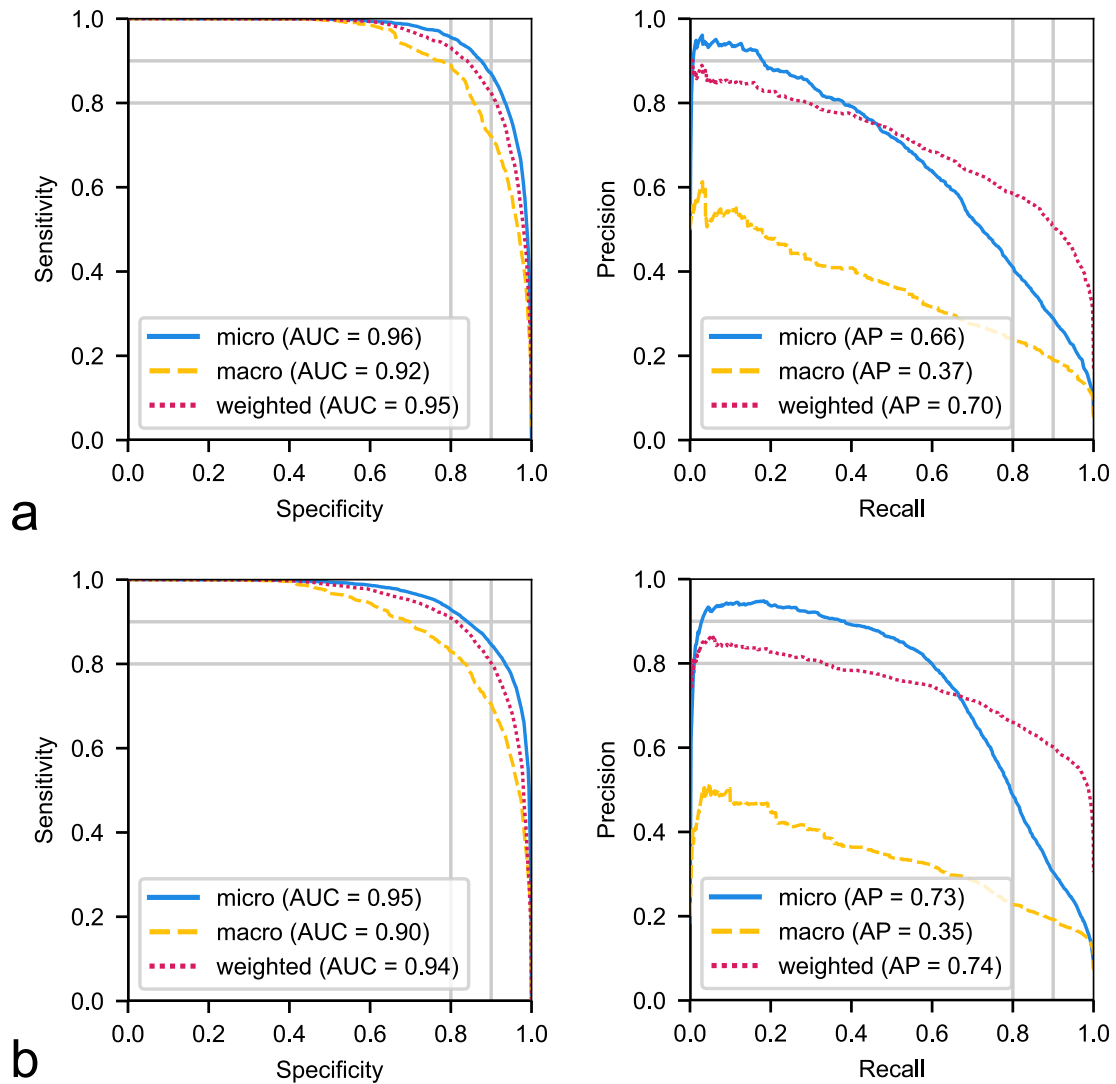 1.0
0.8
0.6
0.4
0.2
0.0
Sensitivity
micro (AUC = 0.96)
macro (AUC = 0.92)
weighted (AUC = 0.95)
0.0 0.2 0.4 0.6 0.8 1.0
Specificity
1.0
0.8
0.6
0.4
0.2
0.0
Precision
micro (AP = 0.66)
macro (AP = 0.37)
weighted (AP = 0.70)
0.0 0.2 0.4 0.6 0.8 1.0
Recall
a
1.0
0.8
0.6
0.4
0.2
0.0
Sensitivity
micro (AUC = 0.95)
macro (AUC = 0.90)
weighted (AUC = 0.94)
0.0 0.2 0.4 0.6 0.8 1.0
Specificity
1.0
0.8
0.6
0.4
0.2
0.0
Precision
micro (AP = 0.73)
macro (AP = 0.35)
weighted (AP = 0.74)
0.0 0.2 0.4 0.6 0.8 1.0
Recall
b